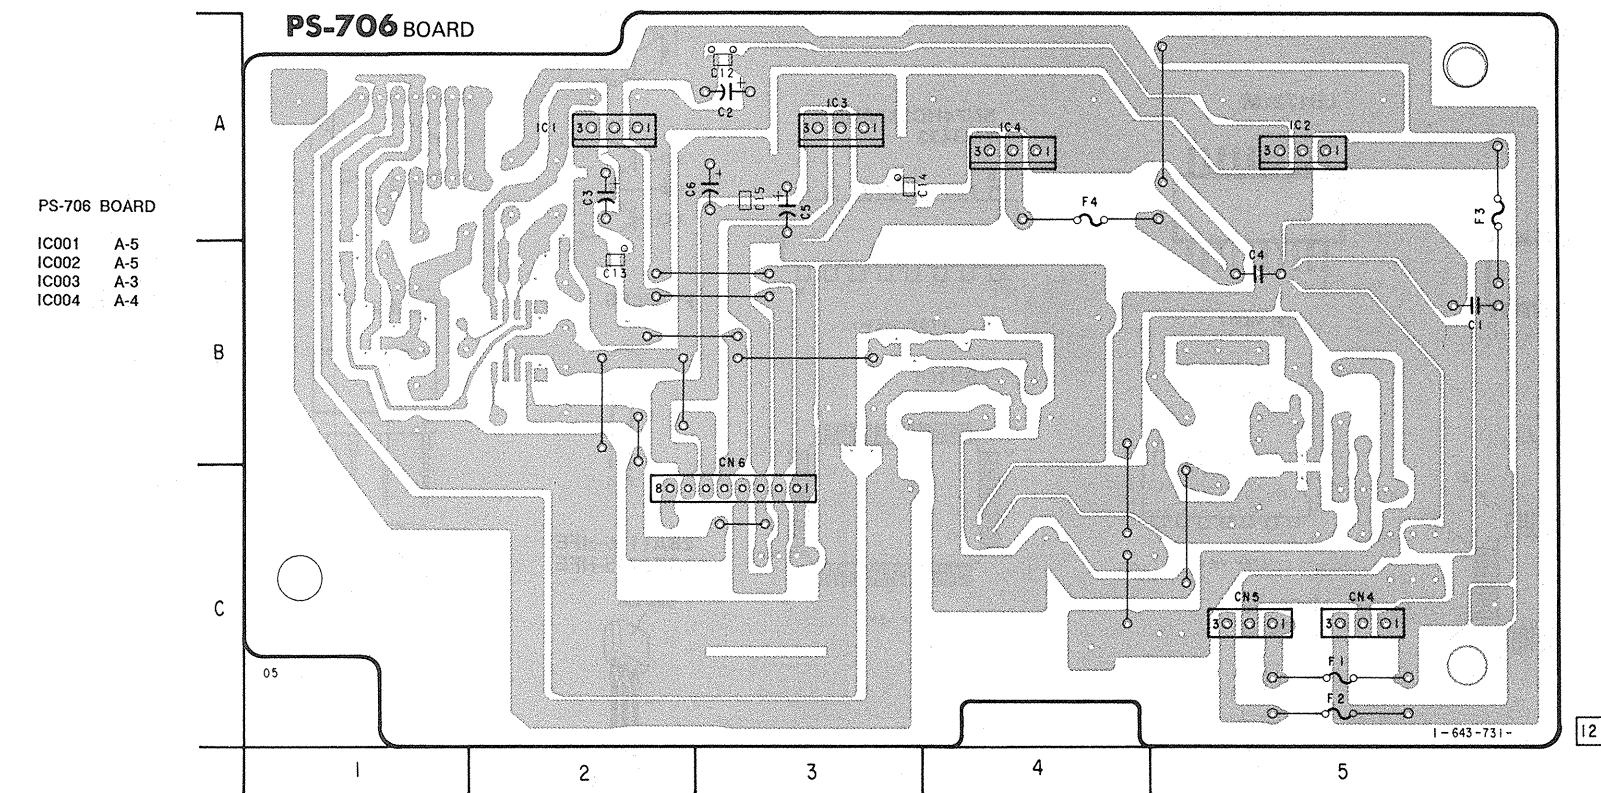 PS-706 BOARD
PS-706 BOARD
IC001 A-5
IC002 A-5
IC003 A-3
IC004 A-4
A
B
C
C12
C2
IC1
3 1
IC3
3 1
IC4
3 1
IC2
3 1
C3
C6
C15
C5
C14
F4
F3
C13
C4
C1
CN6
8 1
CN5
3 1
CN4
3 1
F1
F2
05
1-643-731-
12
1 2 3 4 5